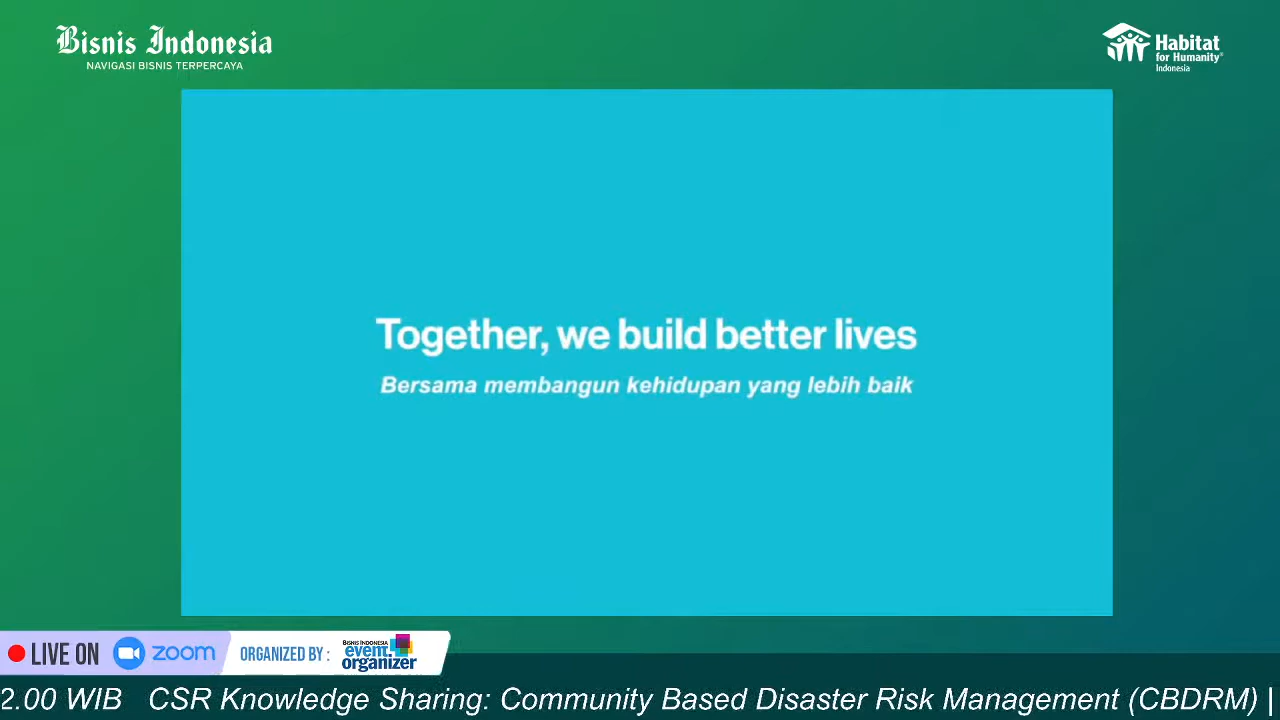 Bisnis Indonesia
NAVIGASI BISNIS TERPERCAYA
Habitat
for Humanity®
Indonesia
Together, we build better lives
Bersama membangun kehidupan yang lebih baik
LIVE ON zoom
ORGANIZED BY :
BISNIS INDONESIA
event
organizer
2.00 WIB CSR Knowledge Sharing: Community Based Disaster Risk Management (CBDRM) |